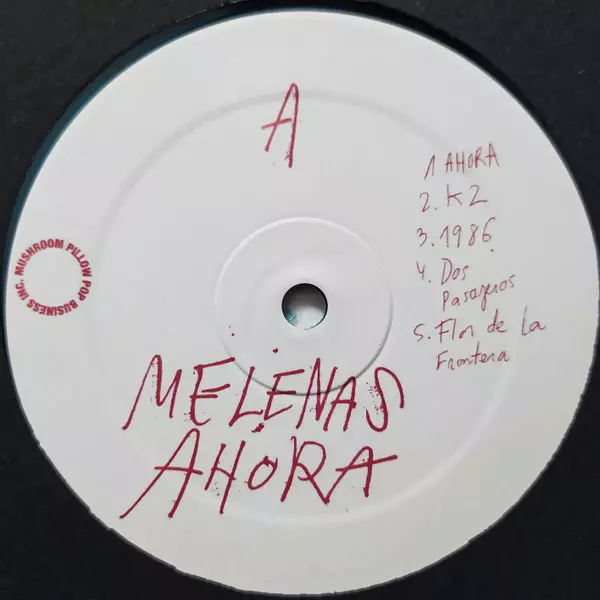 A
1 AHORA
2. K2
3. 1986
4. Dos
Pasajeros
5. Flor de La
Frontera
MUSHROOM PILLOW POP BUSINESS INC.
MELENAS
AHORA